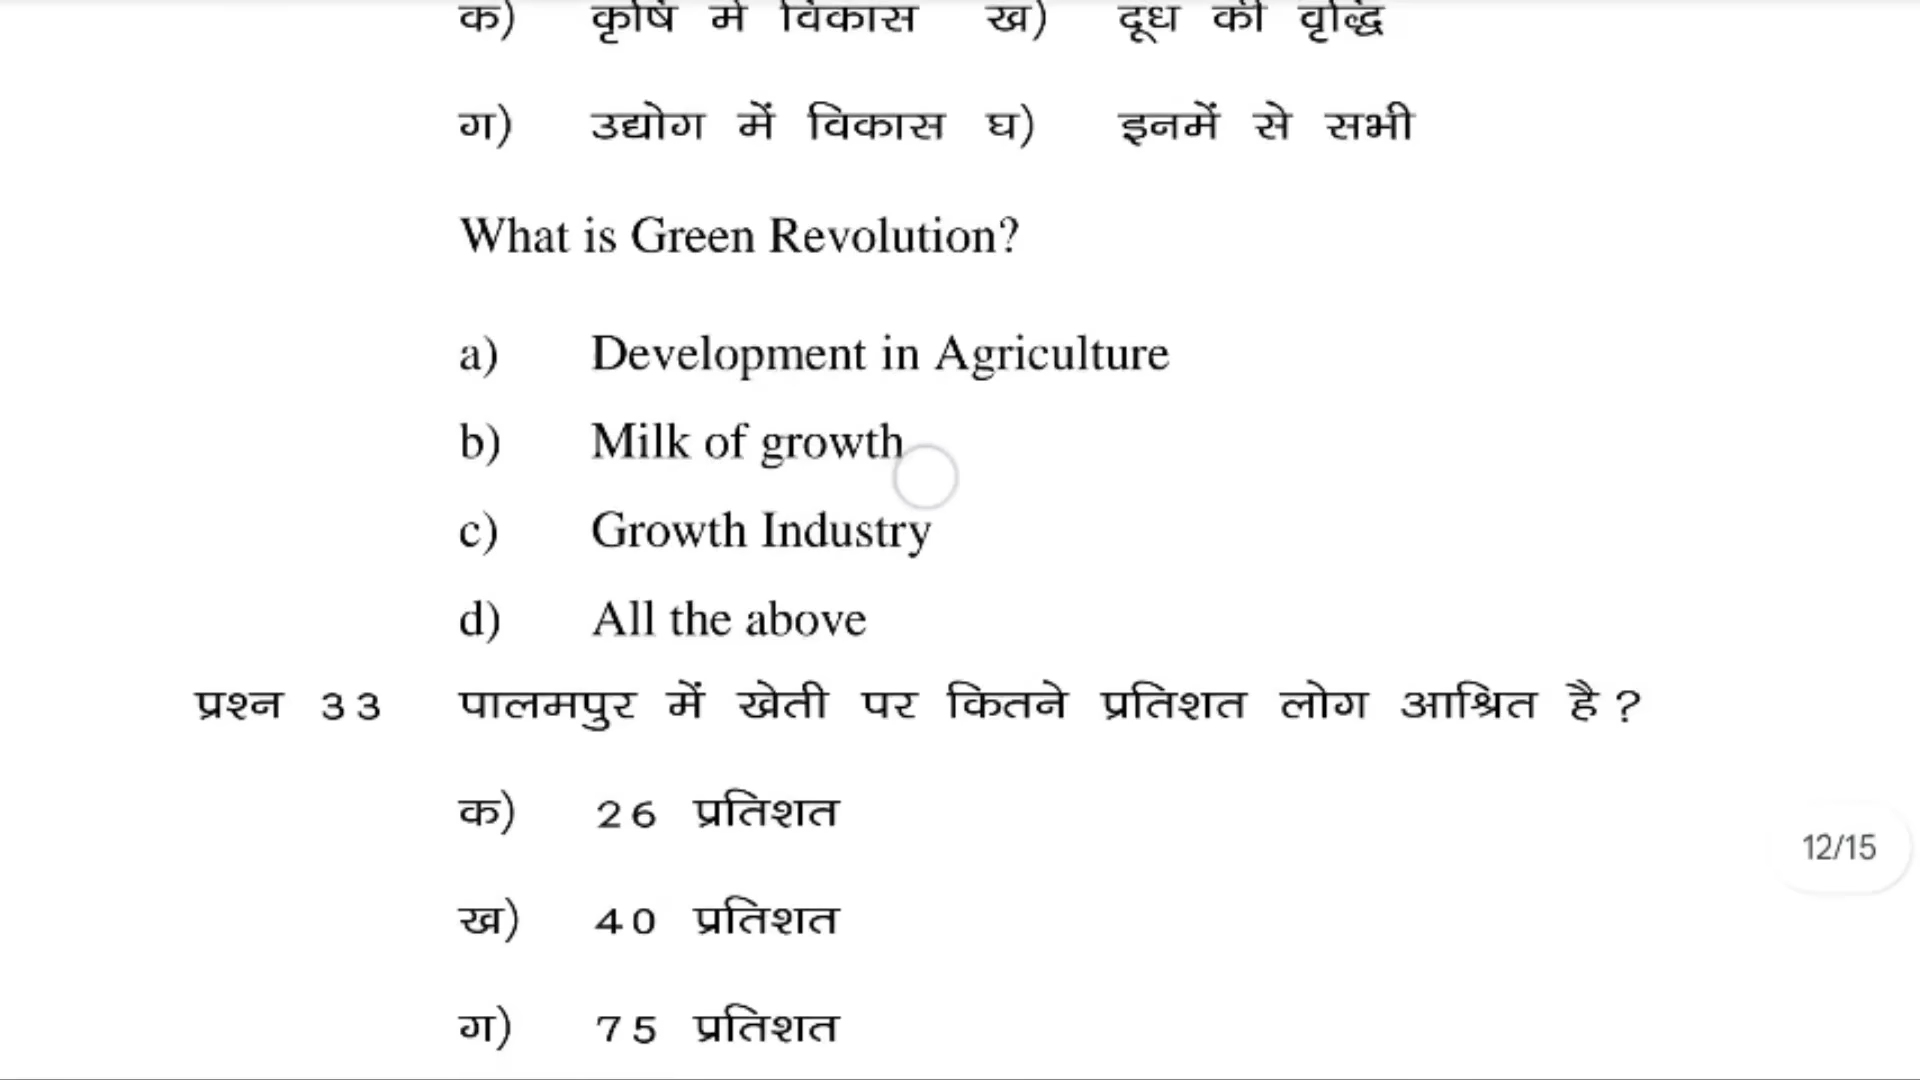 क) कृषि में विकास ख) दूध की वृद्धि
ग) उद्योग में विकास घ) इनमें से सभी
What is Green Revolution?
a) Development in Agriculture
b) Milk of growth
c) Growth Industry
d) All the above
प्रश्न 33 पालमपुर में खेती पर कितने प्रतिशत लोग आश्रित है ?
क) 26 प्रतिशत
ख) 40 प्रतिशत
12/15
ग) 75 प्रतिशत